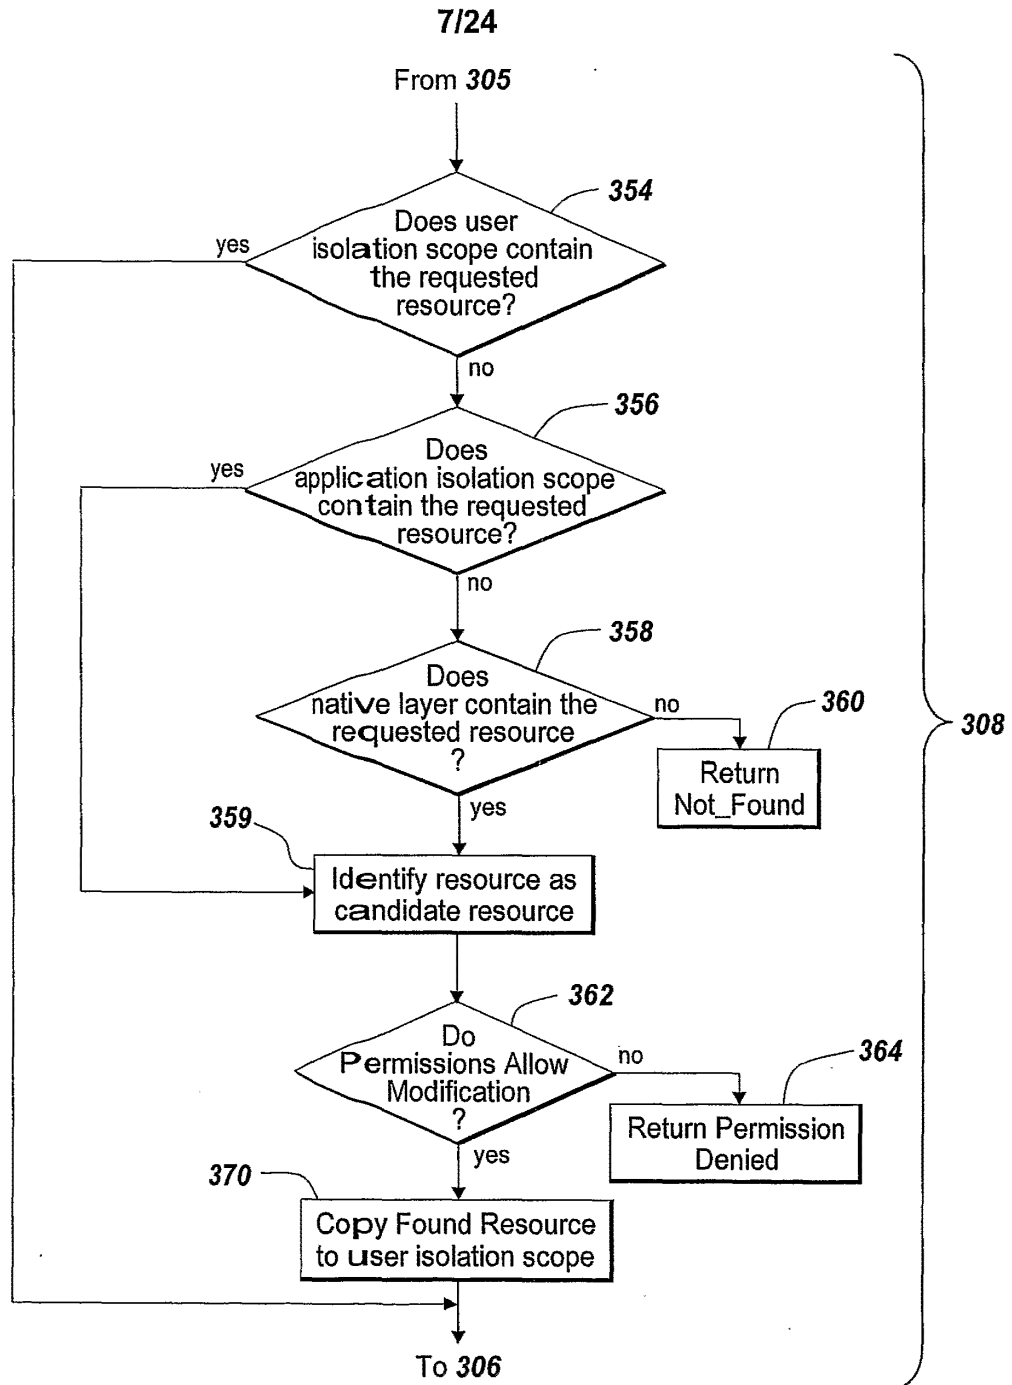 7/24
From 305
354
Does user
isolation scope contain
the requested
resource?
yes
no
356
Does
application isolation scope
contain the requested
resource?
yes
no
358
Does
native layer contain the
requested resource
?
no
360
Return
Not_Found
308
yes
359
Identify resource as
candidate resource
362
Do
Permissions Allow
Modification
?
no
364
Return Permission
Denied
yes
370
Copy Found Resource
to user isolation scope
To 306